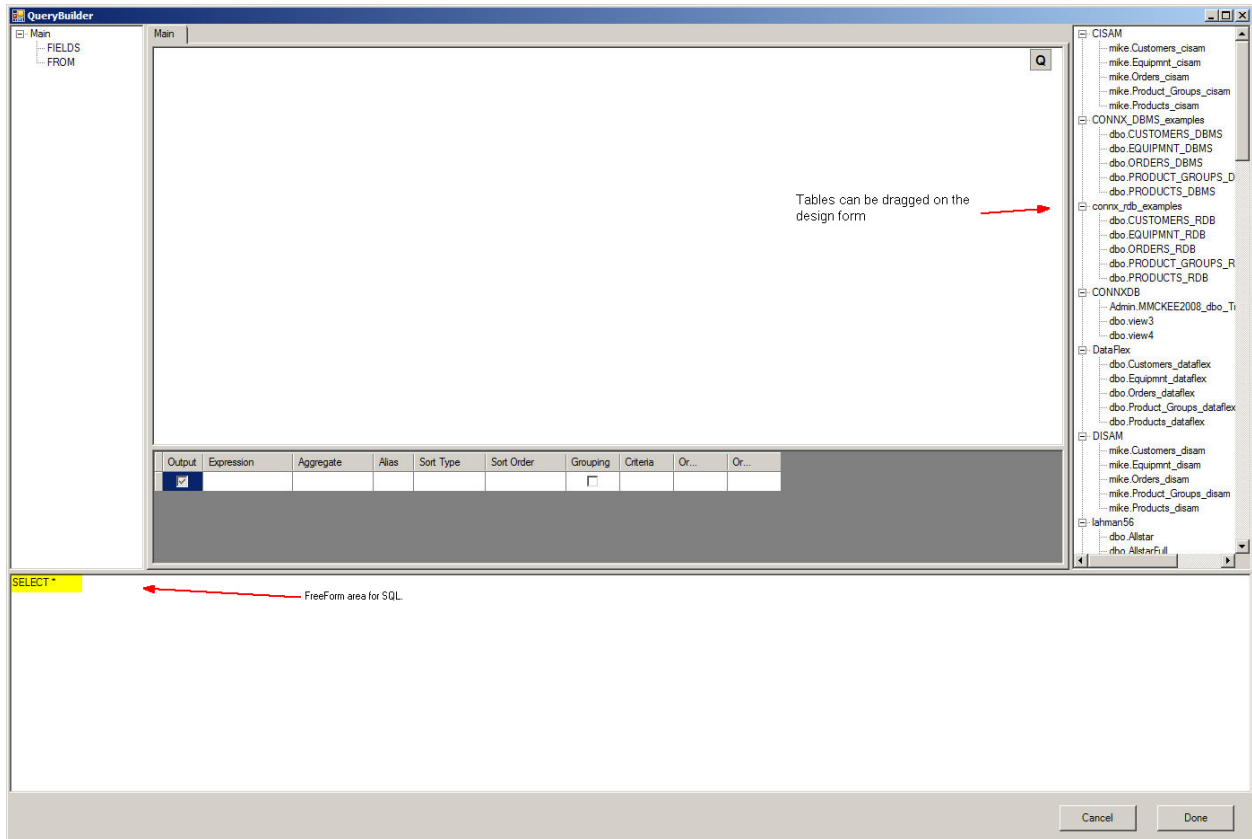 QueryBuilder
Main
FIELDS
FROM
Main
Q
Tables can be dragged on the
design form
CISAM
mike.Customers_cisam
mike.Equipmnt_cisam
mike.Orders_cisam
mike.Product_Groups_cisam
mike.Products_cisam
CONNX_DBMS_examples
dbo.CUSTOMERS_DBMS
dbo.EQUIPMNT_DBMS
dbo.ORDERS_DBMS
dbo.PRODUCT_GROUPS_D
dbo.PRODUCTS_DBMS
connx_rdb_examples
dbo.CUSTOMERS_RDB
dbo.EQUIPMNT_RDB
dbo.ORDERS_RDB
dbo.PRODUCT_GROUPS_R
dbo.PRODUCTS_RDB
CONNXDB
Admin.MMCKEE2008_dbo_Tr
dbo.view3
dbo.view4
DataFlex
dbo.Customers_dataflex
dbo.Equipmnt_dataflex
dbo.Orders_dataflex
dbo.Product_Groups_dataflex
dbo.Products_dataflex
DISAM
mike.Customers_disam
mike.Equipmnt_disam
mike.Orders_disam
mike.Product_Groups_disam
mike.Products_disam
lahman56
dbo.Allstar
dbo.AllstarFull
Output Expression Aggregate Alias Sort Type Sort Order Grouping Criteria Or... Or...
SELECT *
FreeForm area for SQL.
Cancel Done